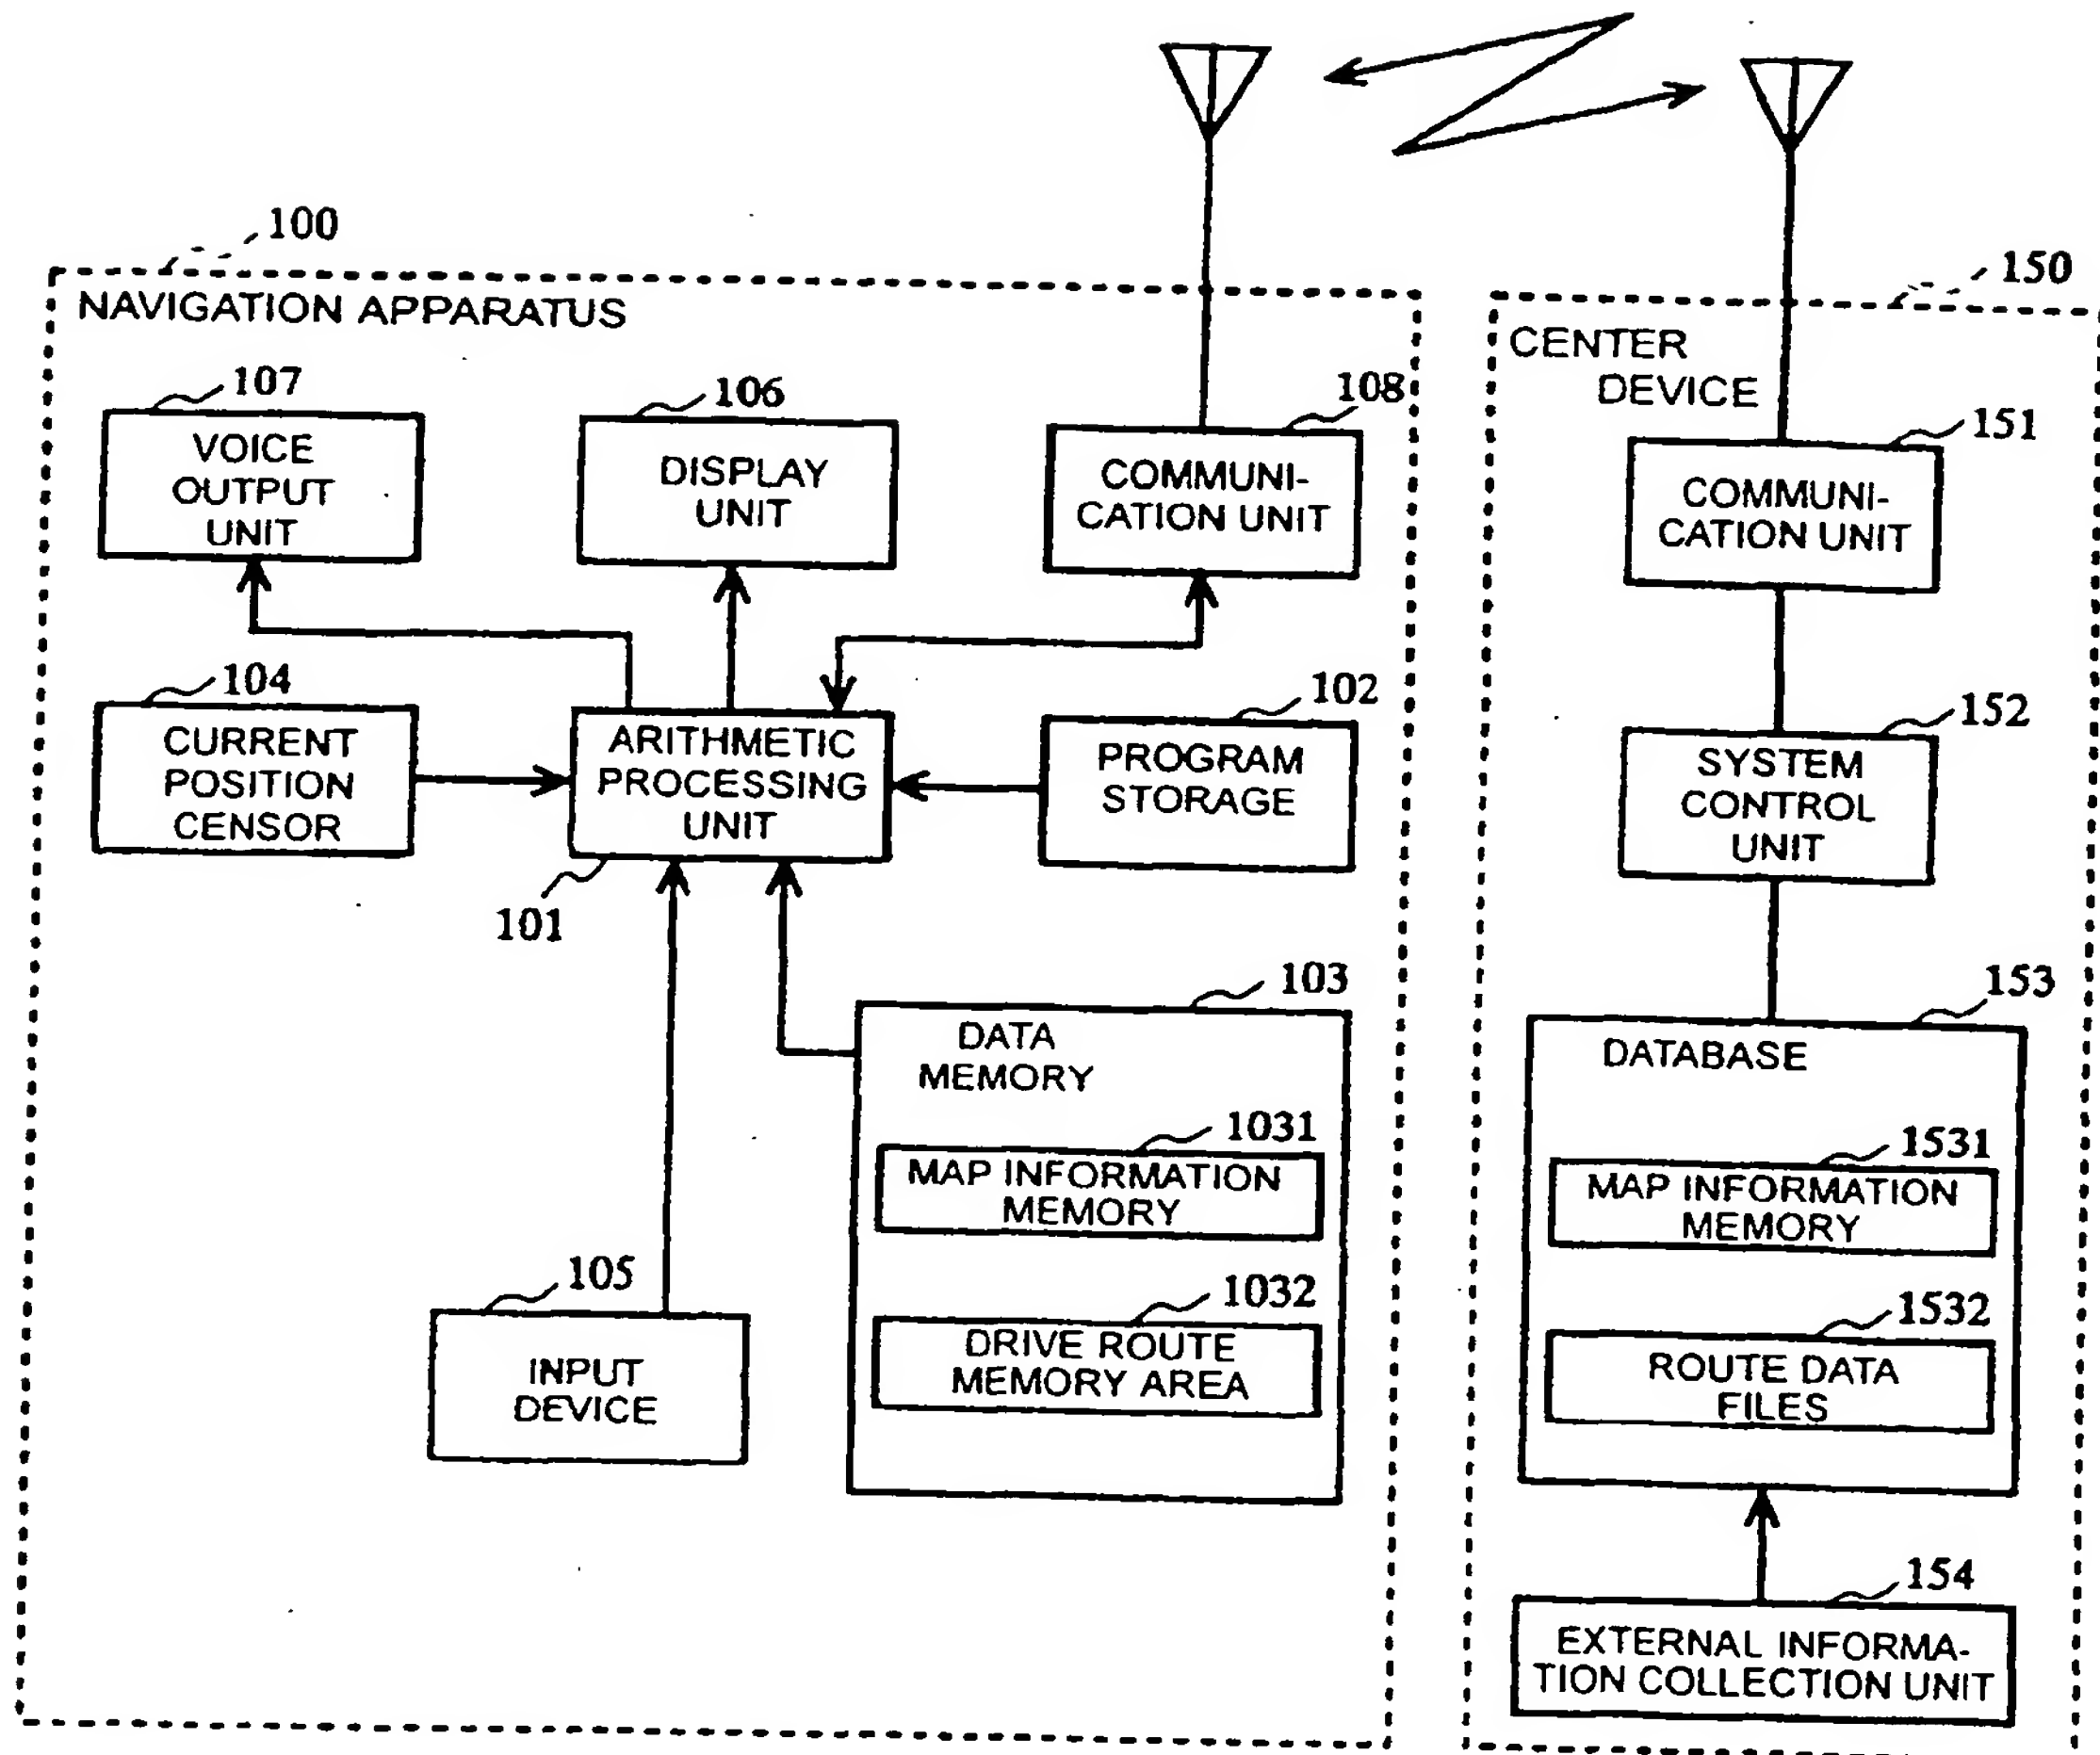 100
150
NAVIGATION APPARATUS
CENTER
DEVICE
107
106
108
151
VOICE
OUTPUT
UNIT
DISPLAY
UNIT
COMMUNI-
CATION UNIT
COMMUNI-
CATION UNIT
104
102
152
CURRENT
POSITION
CENSOR
ARITHMETIC
PROCESSING
UNIT
101
PROGRAM
STORAGE
SYSTEM
CONTROL
UNIT
103
153
DATA
MEMORY
DATABASE
1031
1531
MAP INFORMATION
MEMORY
MAP INFORMATION
MEMORY
105
1032
1532
INPUT
DEVICE
DRIVE ROUTE
MEMORY AREA
ROUTE DATA
FILES
154
EXTERNAL INFORMA-
TION COLLECTION UNIT